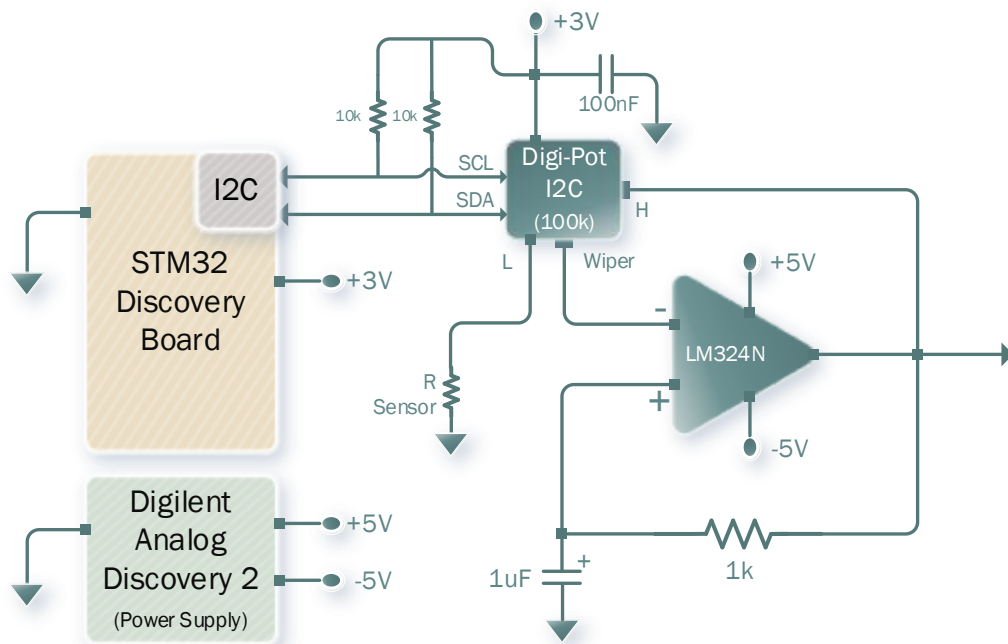 +3V
100nF
10k
10k
SCL
SDA
Digi-Pot
I2C
(100k)
H
L
Wiper
I2C
STM32
Discovery
Board
+3V
+5V
-
LM324N
+
-5V
R
Sensor
Digilent
Analog
Discovery 2
(Power Supply)
+5V
-5V
1uF
+
1k